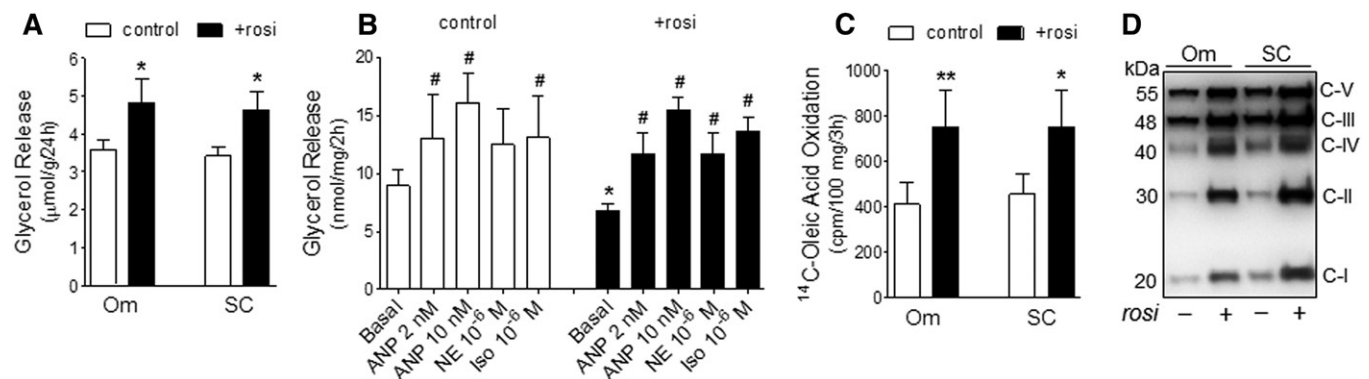 A
control +rosi
Glycerol Release
(µmol/g/24h)
6
5
4
3
2
1
0
* *
Om SC
B
control +rosi
Glycerol Release
(nmol/mg/2h)
20
15
10
5
0
# # # * # # # #
Basal
ANP 2 nM
ANP 10 nM
NE 10⁻⁶ M
Iso 10⁻⁶ M
Basal
ANP 2 nM
ANP 10 nM
NE 10⁻⁶ M
Iso 10⁻⁶ M
C
control +rosi
¹⁴C-Oleic Acid Oxidation
(cpm/100 mg/3h)
1000
800
600
400
200
0
** *
Om SC
D
Om SC
kDa
55 C-V
48 C-III
40 C-IV
30 C-II
20 C-I
rosi – + – +